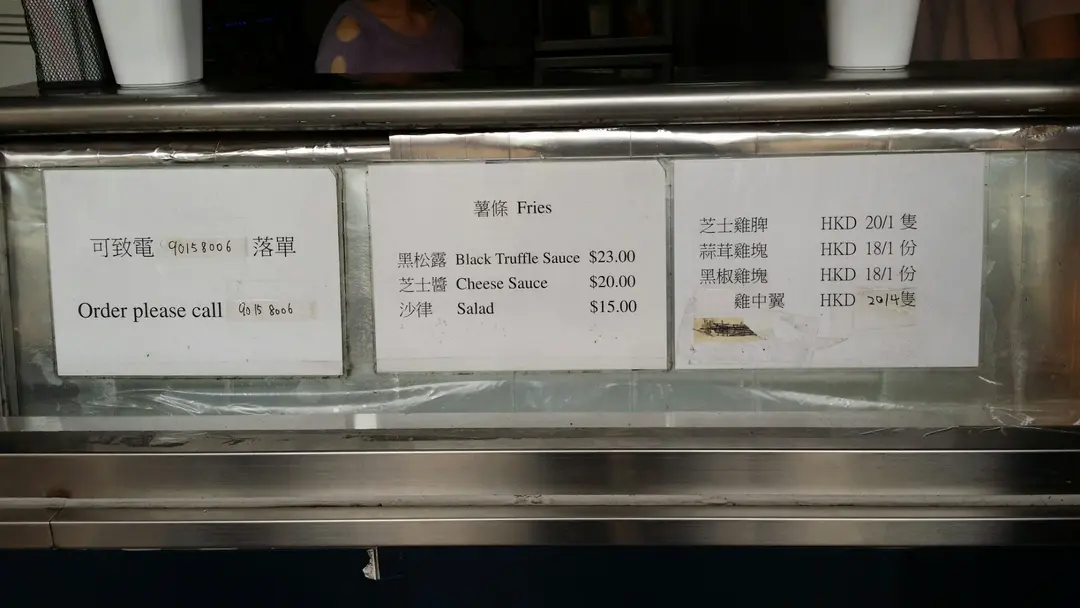 可致電 90158006 落單
Order please call 9015 8006
薯條 Fries
黑松露 Black Truffle Sauce $23.00
芝士醬 Cheese Sauce $20.00
沙律 Salad $15.00
芝士雞脾 HKD 20/1 隻
蒜茸雞塊 HKD 18/1 份
黑椒雞塊 HKD 18/1 份
雞中翼 HKD 20/4隻